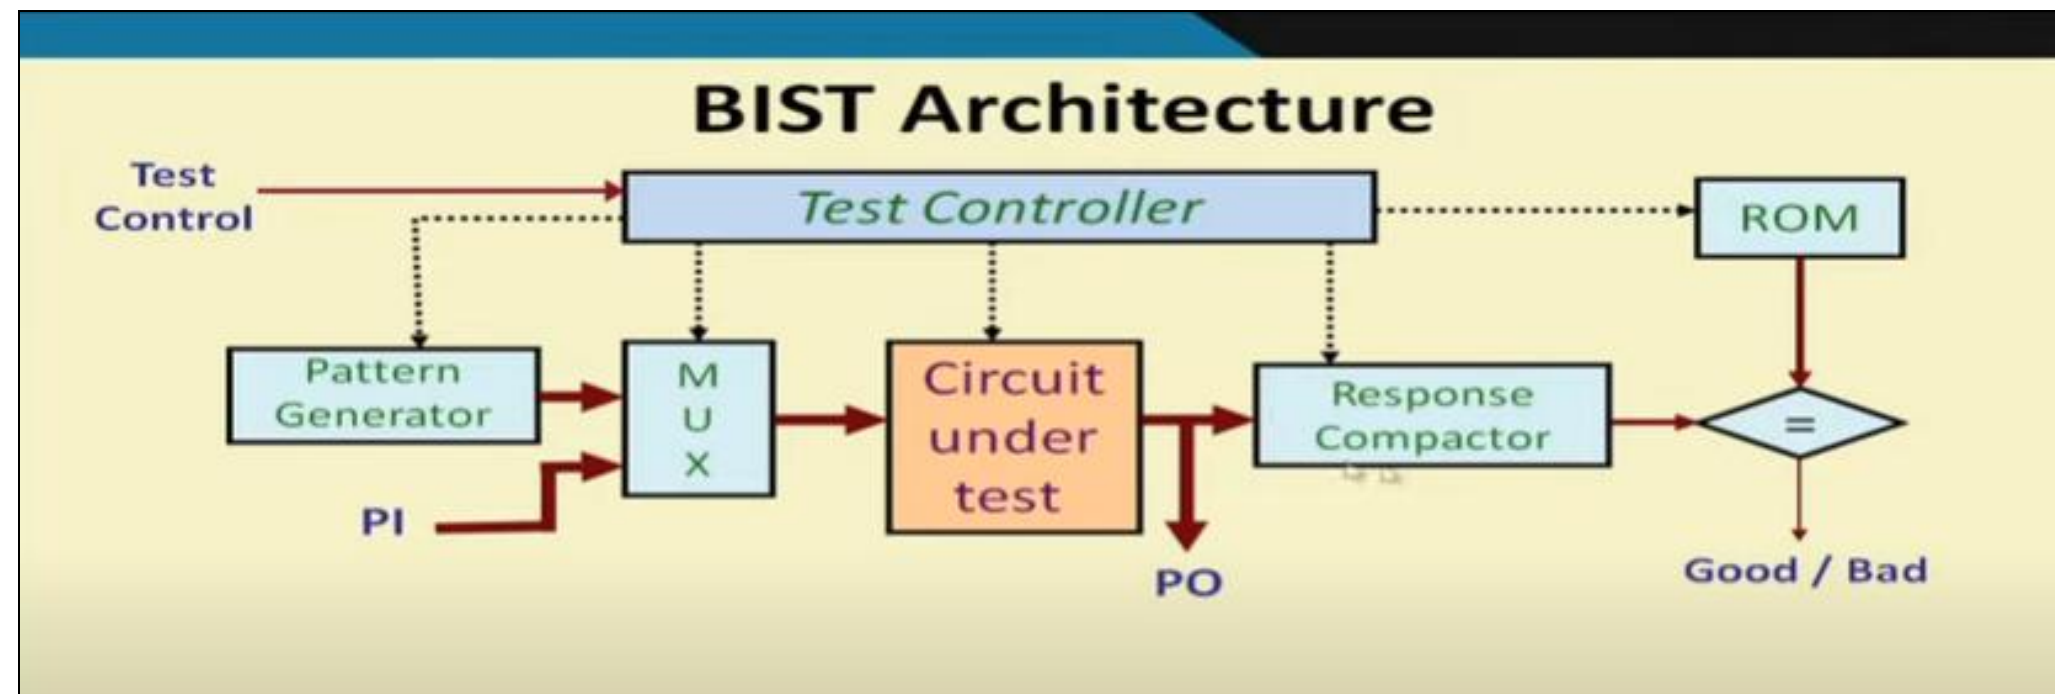 BIST Architecture
Test
Control
Test Controller
ROM
Pattern
Generator
M
U
X
Circuit
under
test
Response
Compactor
=
PI
PO
Good / Bad